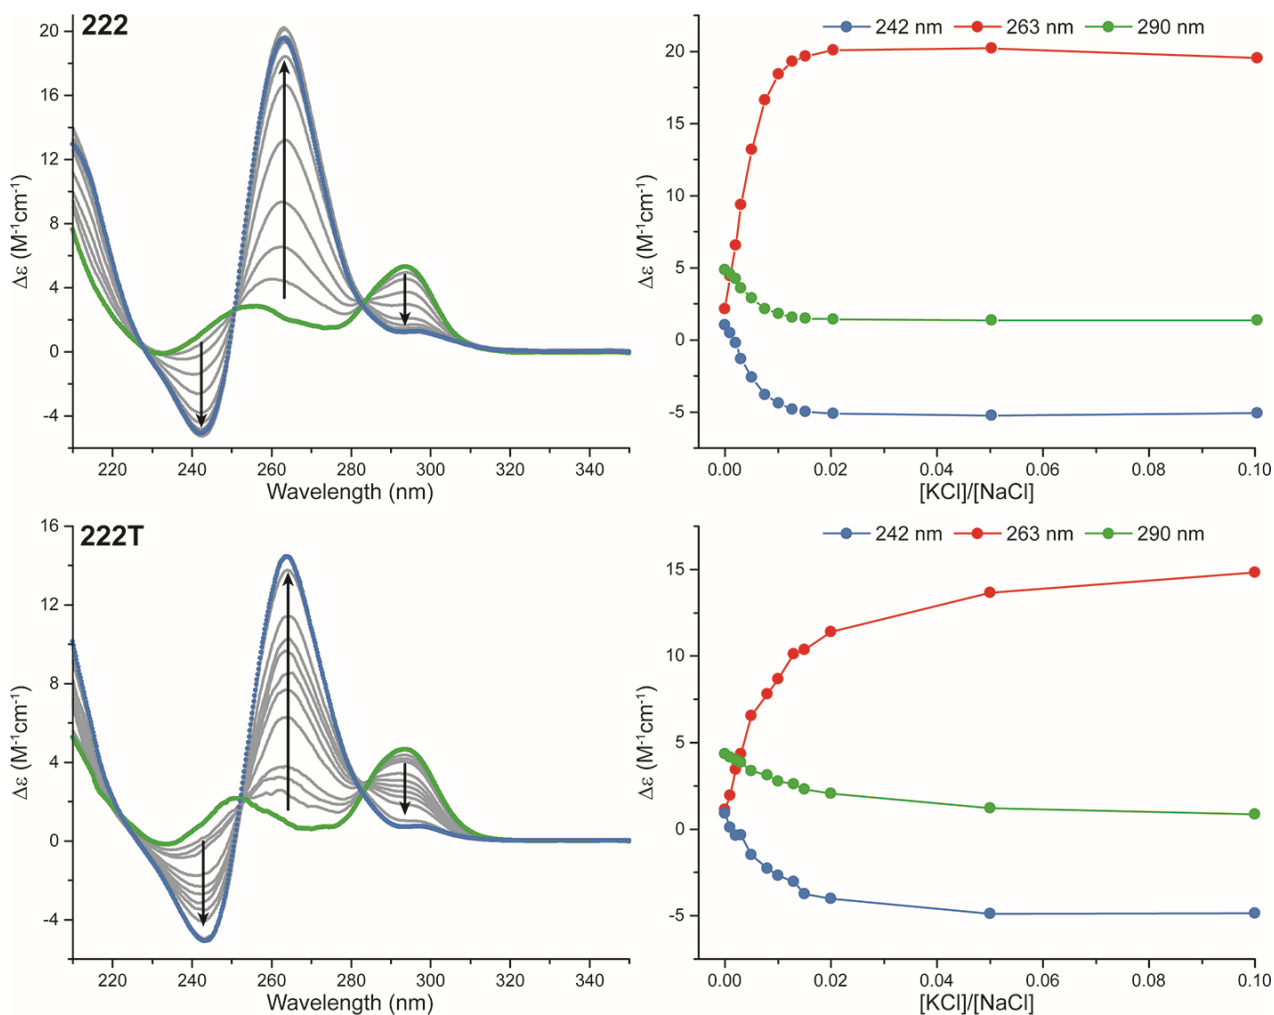 222
20
16
12
8
4
0
-4
Δε (M⁻¹cm⁻¹)
220 240 260 280 300 320 340
Wavelength (nm)
242 nm 263 nm 290 nm
20
15
10
5
0
-5
Δε (M⁻¹cm⁻¹)
0.00 0.02 0.04 0.06 0.08 0.10
[KCl]/[NaCl]
222T
16
12
8
4
0
-4
Δε (M⁻¹cm⁻¹)
220 240 260 280 300 320 340
Wavelength (nm)
242 nm 263 nm 290 nm
15
10
5
0
-5
Δε (M⁻¹cm⁻¹)
0.00 0.02 0.04 0.06 0.08 0.10
[KCl]/[NaCl]